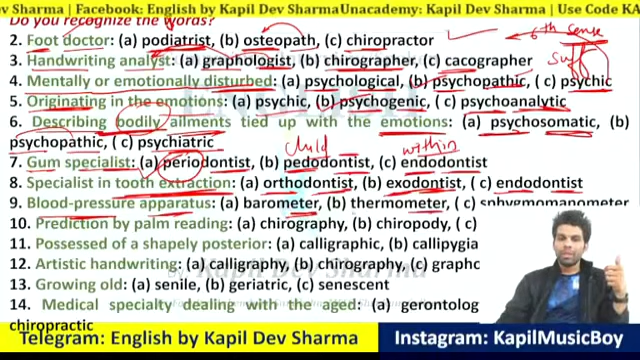 Dev Sharma | Facebook: English by Kapil Dev SharmaUnacademy: Kapil Dev Sharma | Use Code KA
Do you recognize the words?
2. Foot doctor: (a) podiatrist, (b) osteopath, (c) chiropractor
6th sense
3. Handwriting analyst: (a) graphologist, (b) chirographer, (c) cacographer
4. Mentally or emotionally disturbed: (a) psychological, (b) psychopathic, (c) psychic
5. Originating in the emotions: (a) psychic, (b) psychogenic, (c) psychoanalytic
6. Describing bodily ailments tied up with the emotions: (a) psychosomatic, (b)
psychopathic, (c) psychiatric
child
within
7. Gum specialist: (a) periodontist, (b) pedodontist, (c) endodontist
8. Specialist in tooth extraction: (a) orthodontist, (b) exodontist, (c) endodontist
9. Blood-pressure apparatus: (a) barometer, (b) thermometer, (c) sphygmomanometer
10. Prediction by palm reading: (a) chirography, (b) chiropody, (c)
11. Possessed of a shapely posterior: (a) calligraphic, (b) callipygia
12. Artistic handwriting: (a) calligraphy, (b) chirography, (c) graphc
By: Kapil Dev Sharma
13. Growing old: (a) senile, (b) geriatric, (c) senescent
14. Medical specialty dealing with the aged: (a) gerontolog
chiropractic
Telegram: English by Kapil Dev Sharma
Instagram: KapilMusicBoy